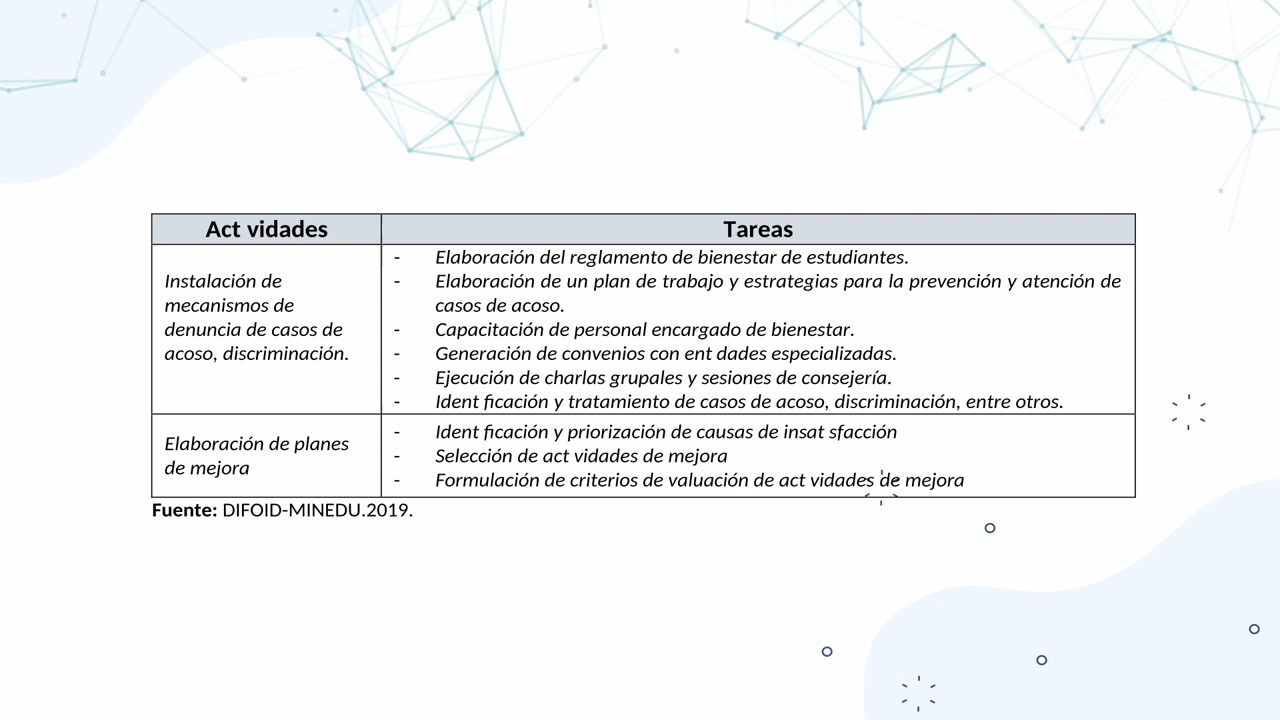 Act vidades
Tareas
Instalación de
mecanismos de
denuncia de casos de
acoso, discriminación.
- Elaboración del reglamento de bienestar de estudiantes.
- Elaboración de un plan de trabajo y estrategias para la prevención y atención de
casos de acoso.
- Capacitación de personal encargado de bienestar.
- Generación de convenios con ent dades especializadas.
- Ejecución de charlas grupales y sesiones de consejería.
- Ident ficación y tratamiento de casos de acoso, discriminación, entre otros.
Elaboración de planes
de mejora
- Ident ficación y priorización de causas de insat sfacción
- Selección de act vidades de mejora
- Formulación de criterios de valuación de act vidades de mejora
Fuente: DIFOID-MINEDU.2019.